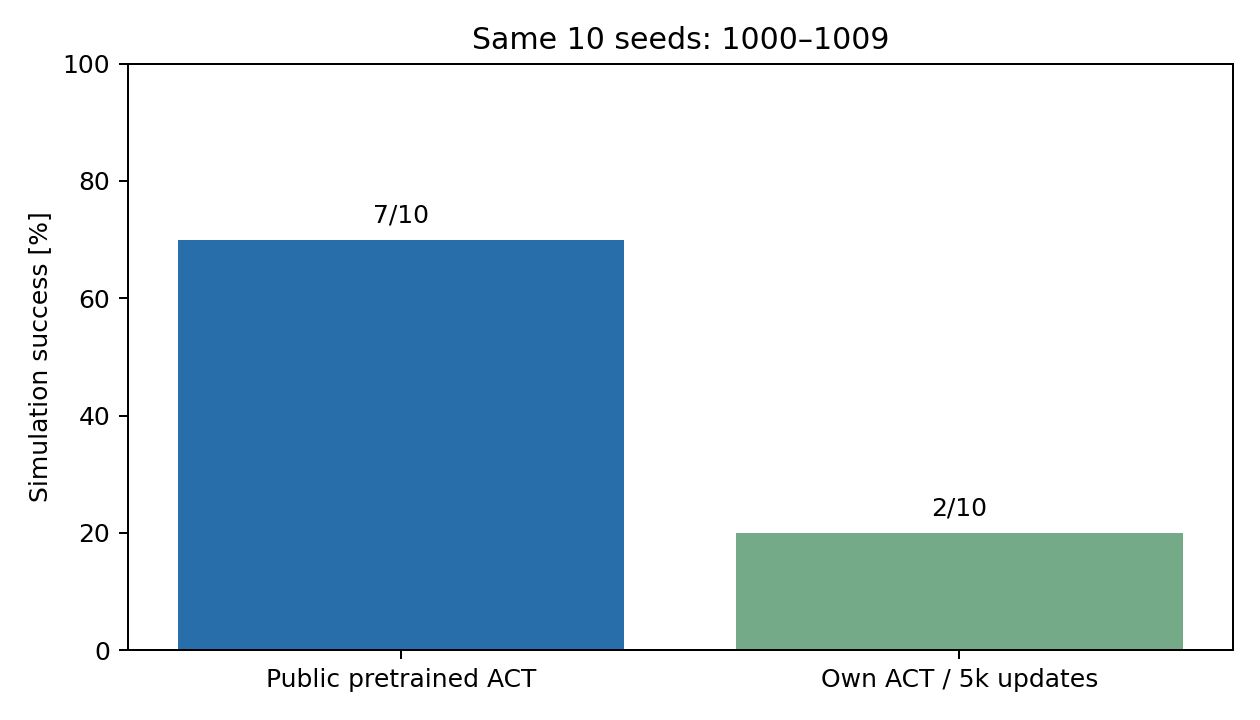 Same 10 seeds: 1000–1009
Simulation success [%]
100
80
60
40
20
0
7/10
2/10
Public pretrained ACT
Own ACT / 5k updates